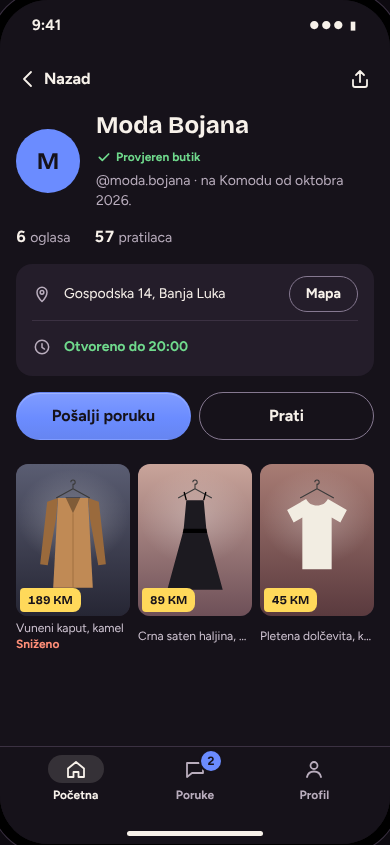 9:41
Nazad
Moda Bojana
M
Provjeren butik
@moda.bojana · na Komodu od oktobra
2026.
6 oglasa 57 pratilaca
Gospodska 14, Banja Luka Mapa
Otvoreno do 20:00
Pošalji poruku Prati
189 KM 89 KM 45 KM
Vuneni kaput, kamel Crna saten haljina, ... Pletena dolčevita, k...
Sniženo
2
Početna Poruke Profil